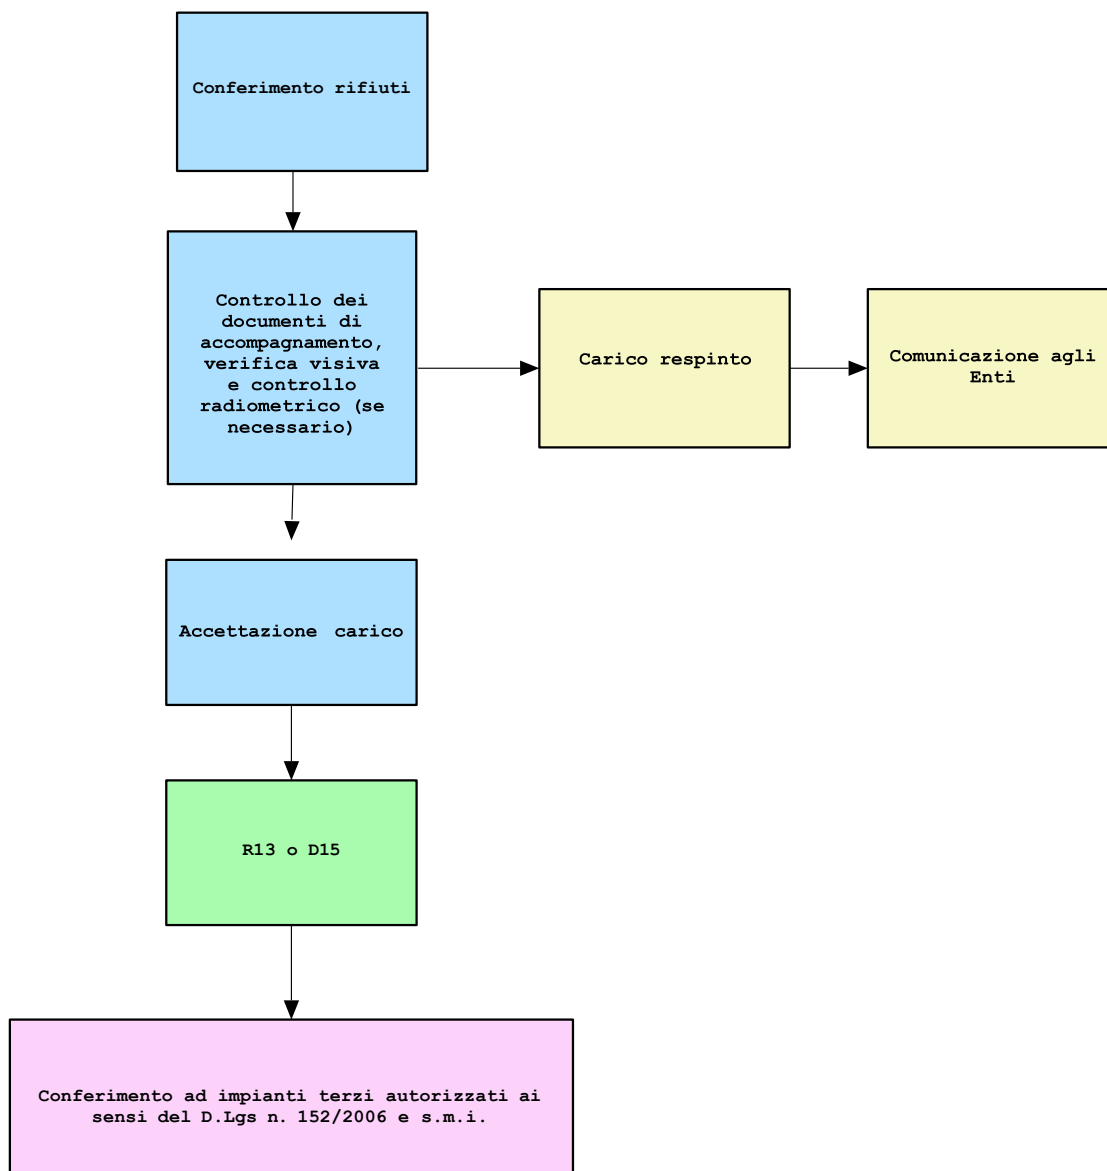 Conferimento rifiuti
Controllo dei
documenti di
accompagnamento,
verifica visiva
e controllo
radiometrico (se
necessario)
Carico respinto
Comunicazione agli
Enti
Accettazione carico
R13 o D15
Conferimento ad impianti terzi autorizzati ai
sensi del D.Lgs n. 152/2006 e s.m.i.